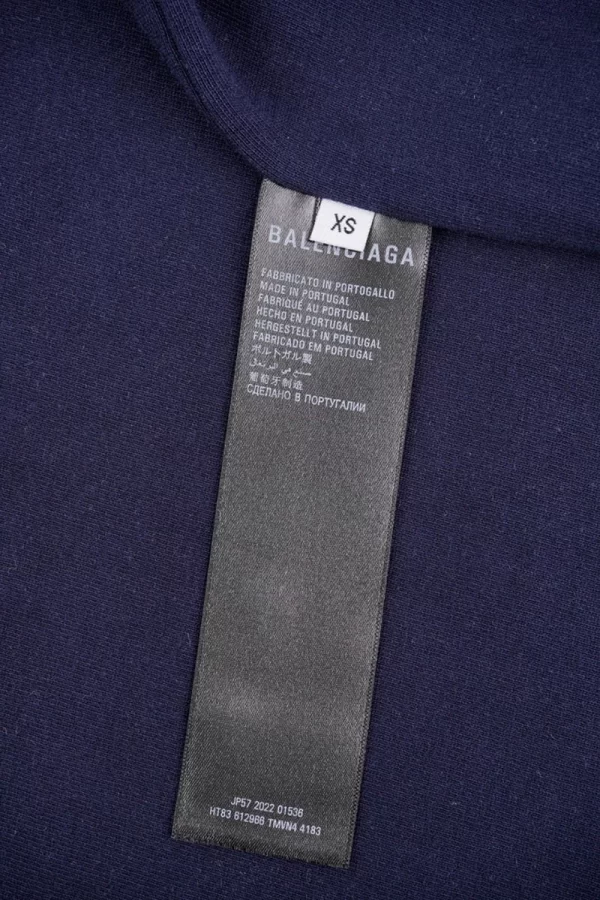 XS
BALENCIAGA
FABBRICATO IN PORTOGALLO
MADE IN PORTUGAL
FABRIQUÉ AU PORTUGAL
HECHO EN PORTUGAL
HERGESTELLT IN PORTUGAL
FABRICADO EM PORTUGAL
ポルトガル製
صنع في البرتغال
葡萄牙制造
СДЕЛАНО В ПОРТУГАЛИИ
JP57 2022 01536
HT83 612966 TMVN4 4183